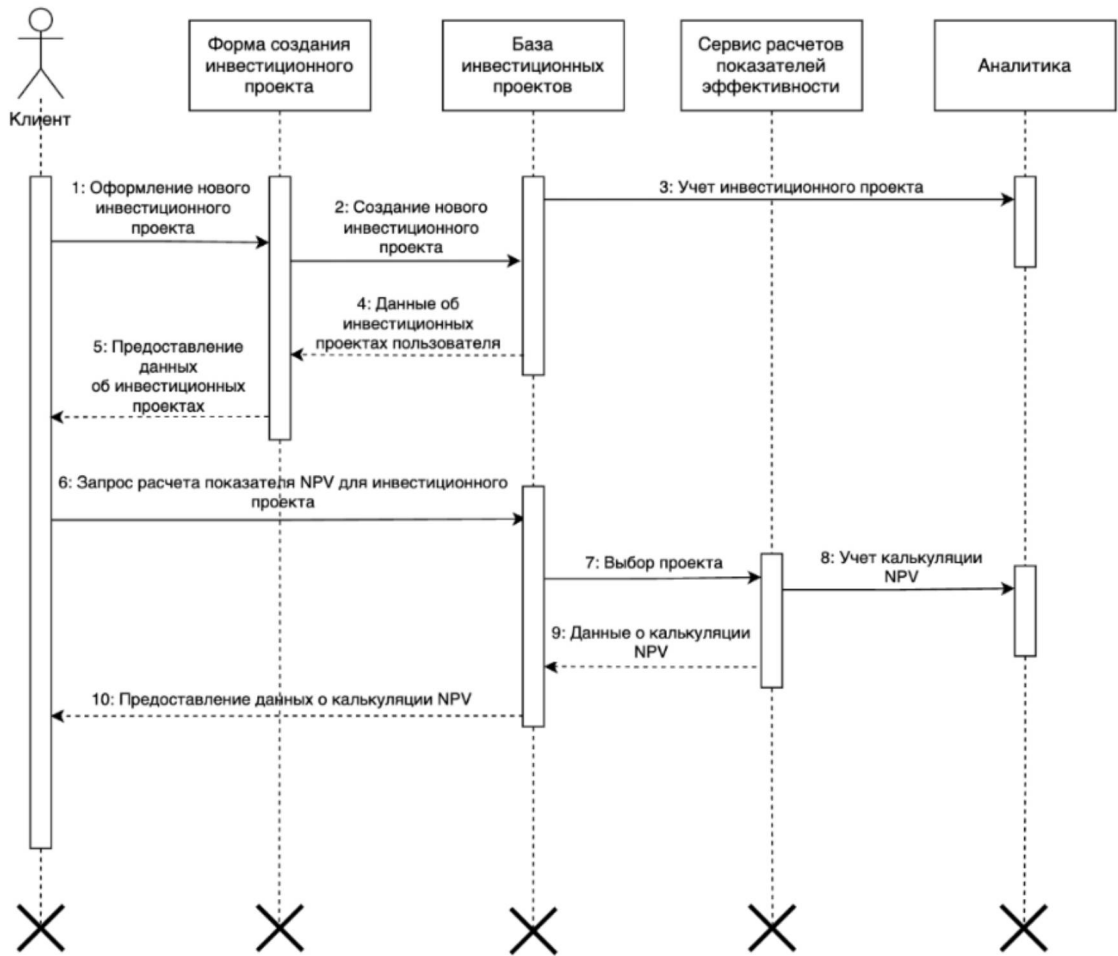 Клиент
Форма создания
инвестиционного
проекта
База
инвестиционных
проектов
Сервис расчетов
показателей
эффективности
Аналитика
1: Оформление нового
инвестиционного
проекта
2: Создание нового
инвестиционного
проекта
3: Учет инвестиционного проекта
4: Данные об
инвестиционных
проектах пользователя
5: Предоставление
данных
об инвестиционных
проектах
6: Запрос расчета показателя NPV для инвестиционного
проекта
7: Выбор проекта
8: Учет калькуляции
NPV
9: Данные о калькуляции
NPV
10: Предоставление данных о калькуляции NPV